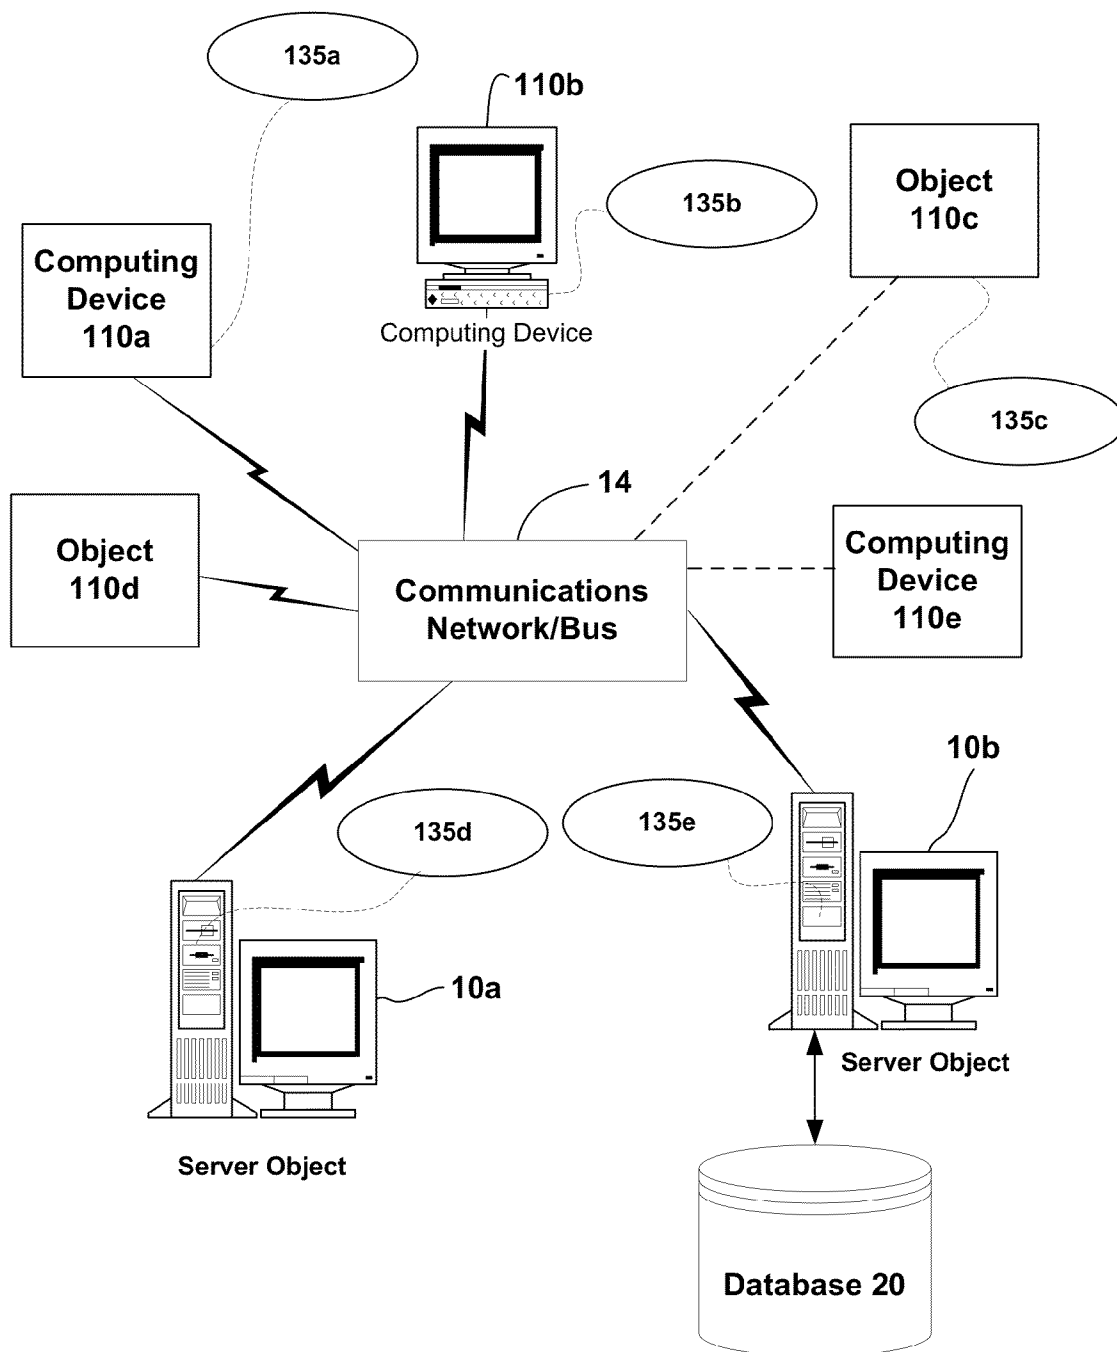 135a
110b
135b
Object
110c
Computing
Device
110a
Computing Device
135c
14
Object
110d
Communications
Network/Bus
Computing
Device
110e
10b
135d
135e
10a
Server Object
Server Object
Database 20